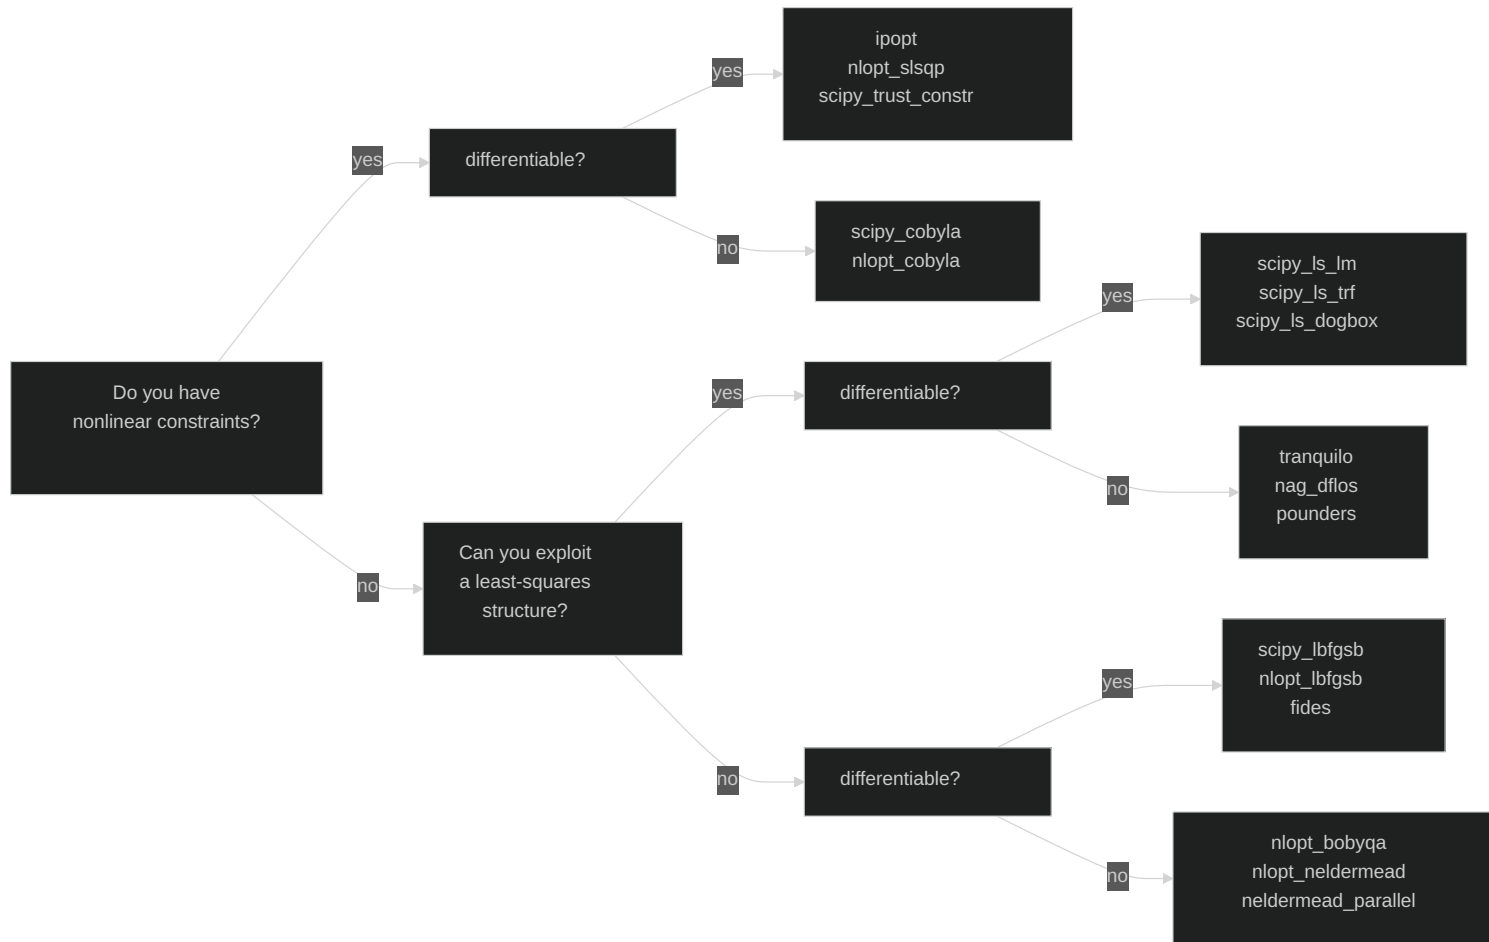 Do you have
nonlinear constraints?
yes
differentiable?
yes
ipopt
nlopt_slsqp
scipy_trust_constr
no
scipy_cobyla
nlopt_cobyla
no
Can you exploit
a least-squares
structure?
yes
differentiable?
yes
scipy_ls_lm
scipy_ls_trf
scipy_ls_dogbox
no
tranquilo
nag_dflos
pounders
no
differentiable?
yes
scipy_lbfgsb
nlopt_lbfgsb
fides
no
nlopt_bobyqa
nlopt_neldermead
neldermead_parallel